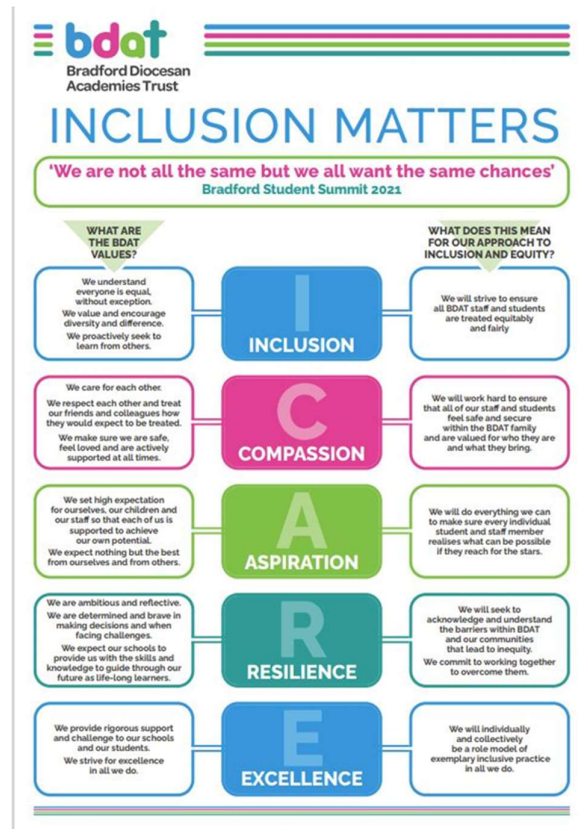 bdat
Bradford Diocesan
Academies Trust
INCLUSION MATTERS
‘We are not all the same but we all want the same chances’
Bradford Student Summit 2021
WHAT ARE
THE BDAT
VALUES?
WHAT DOES THIS MEAN
FOR OUR APPROACH TO
INCLUSION AND EQUITY?
We understand
everyone is equal,
without exception.
We value and encourage
diversity and difference.
We proactively seek to
learn from others.
I
INCLUSION
We will strive to ensure
all BDAT staff and students
are treated equitably
and fairly
We care for each other.
We respect each other and treat
our friends and colleagues how
they would expect to be treated.
We make sure we are safe,
feel loved and are actively
supported at all times.
C
COMPASSION
We will work hard to ensure
that all of our staff and students
feel safe and secure
within the BDAT family
and are valued for who they are
and what they bring.
We set high expectation
for ourselves, our children and
our staff so that each of us is
supported to achieve
our own potential.
We expect nothing but the best
from ourselves and from others.
A
ASPIRATION
We will do everything we can
to make sure every individual
student and staff member
realises what can be possible
if they reach for the stars.
We are ambitious and reflective.
We are determined and brave in
making decisions and when
facing challenges.
We expect our schools to
provide us with the skills and
knowledge to guide through our
future as life-long learners.
R
RESILIENCE
We will seek to
acknowledge and understand
the barriers within BDAT
and our communities
that lead to inequity.
We commit to working together
to overcome them.
We provide rigorous support
and challenge to our schools
and our students.
We strive for excellence
in all we do.
E
EXCELLENCE
We will individually
and collectively
be a role model of
exemplary inclusive practice
in all we do.